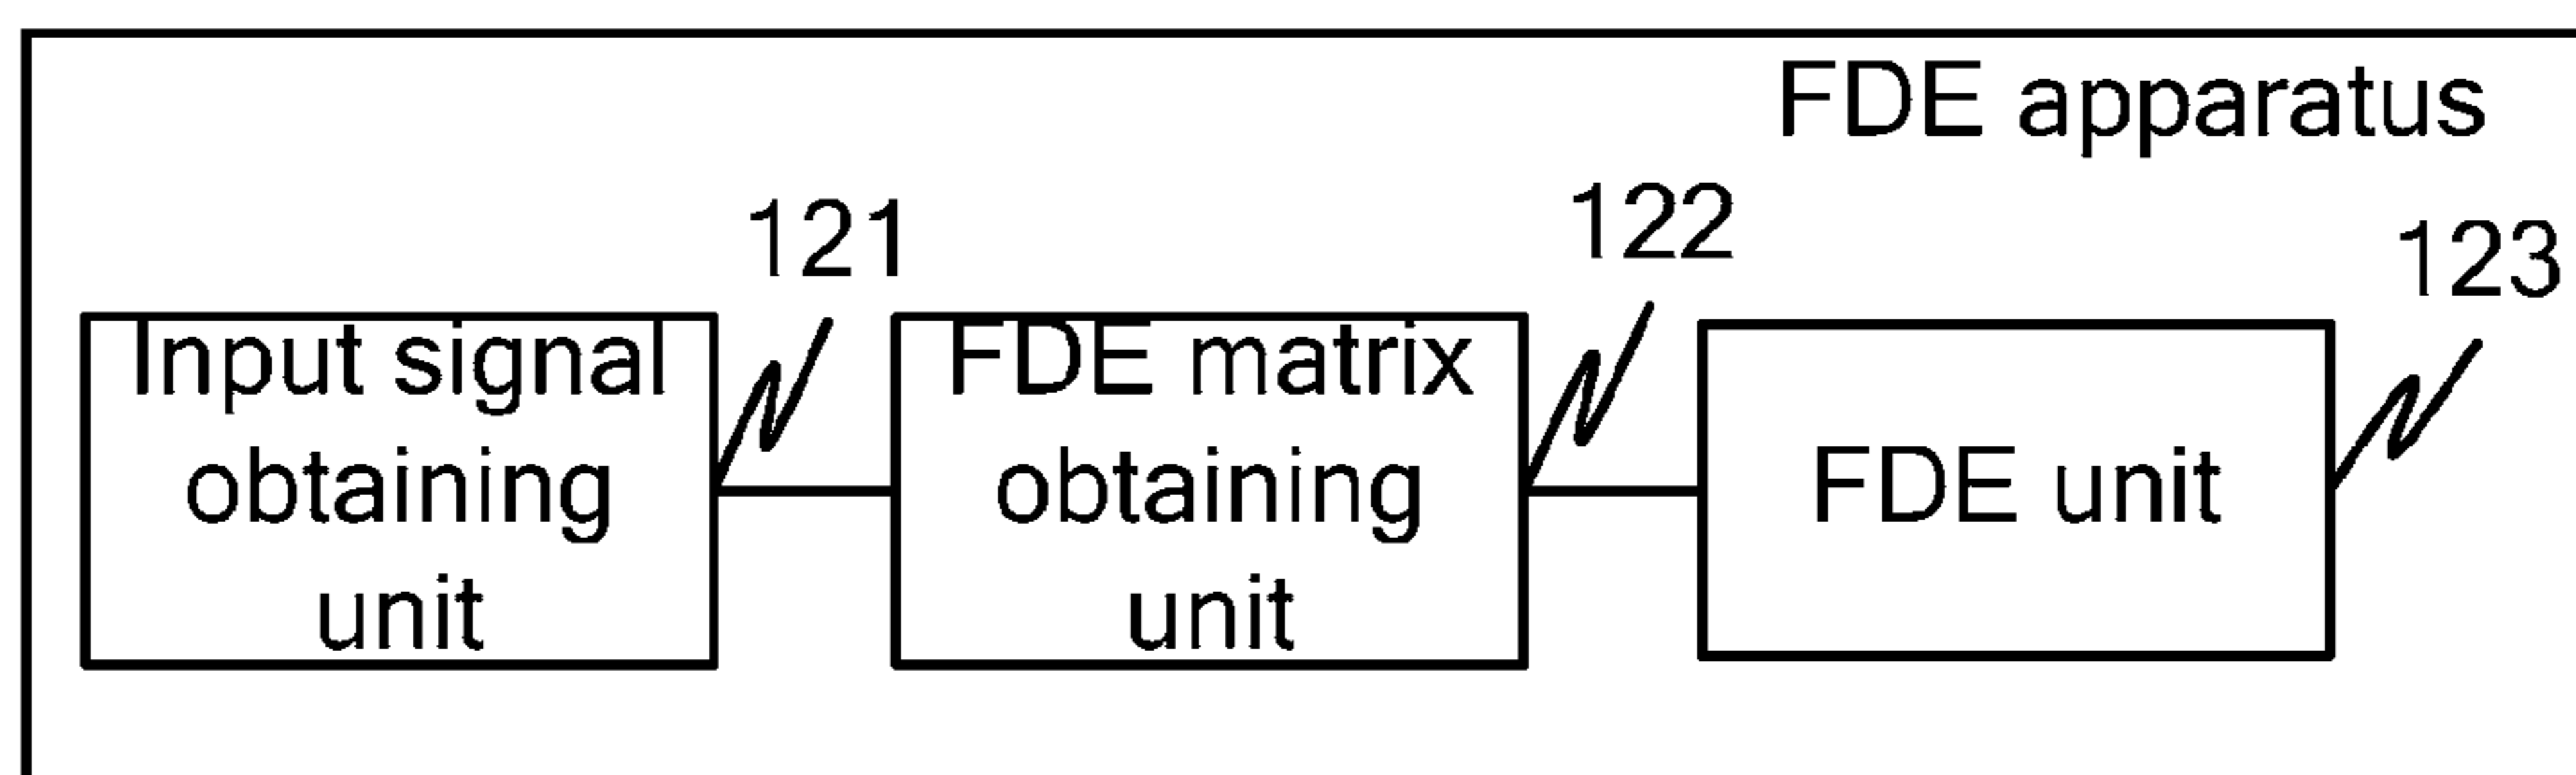 FDE apparatus
121
122
123
Input signal
obtaining
unit
FDE matrix
obtaining
unit
FDE unit